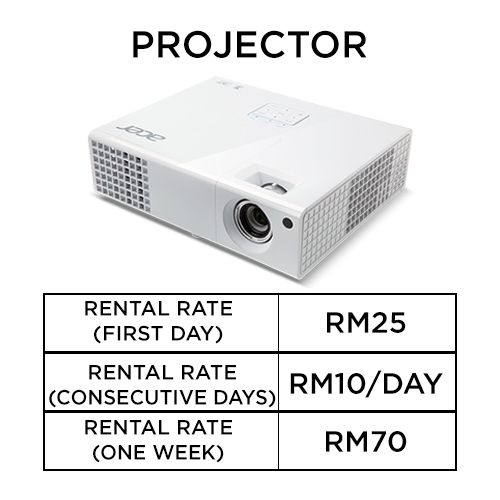 PROJECTOR
acer
RENTAL RATE
(FIRST DAY)
RM25
RENTAL RATE
(CONSECUTIVE DAYS)
RM10/DAY
RENTAL RATE
(ONE WEEK)
RM70